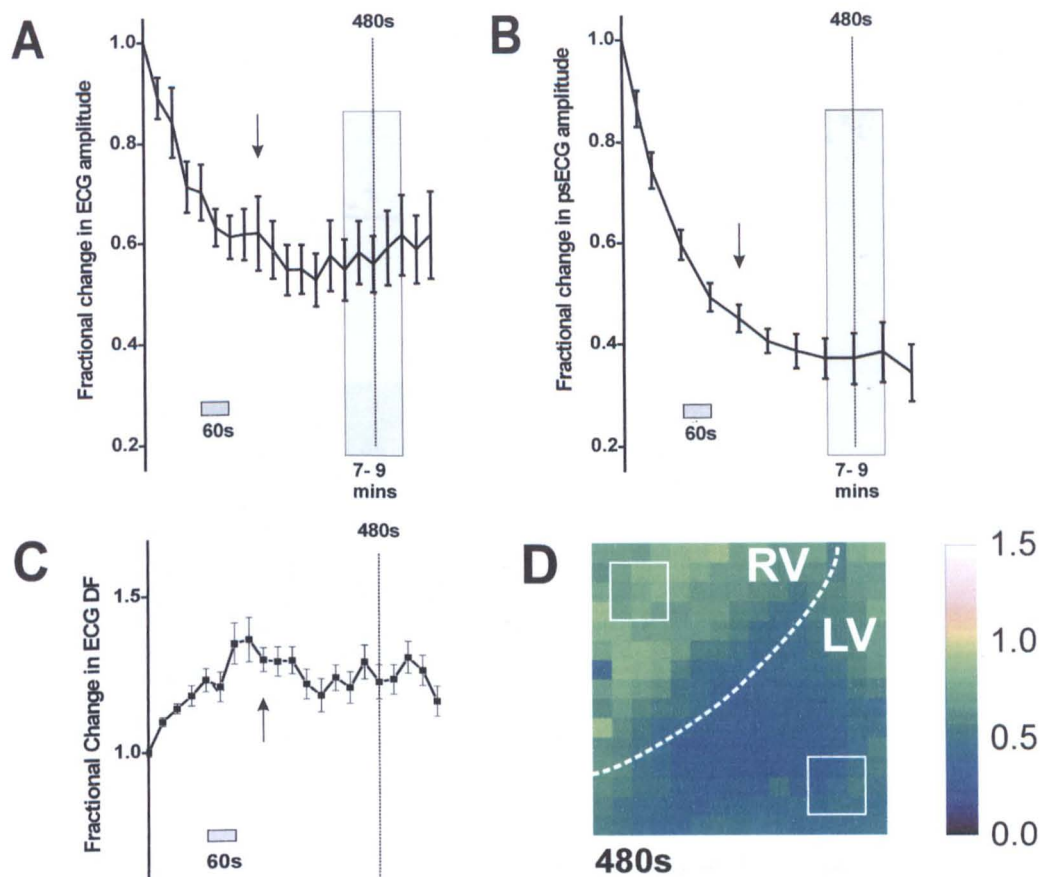 A
Fractional change in ECG amplitude
1.0
0.8
0.6
0.4
0.2
480s
60s
7- 9
mins
B
Fractional change in psECG amplitude
1.0
0.8
0.6
0.4
0.2
480s
60s
7- 9
mins
C
Fractional Change in ECG DF
1.5
1.0
480s
60s
D
RV
LV
480s
1.5
1.0
0.5
0.0